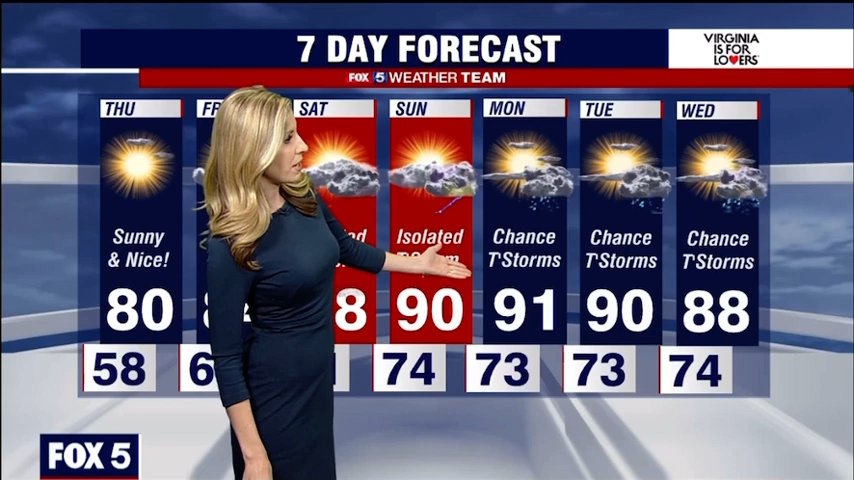 7 DAY FORECAST
VIRGINIA
IS FOR
LOVERS
FOX 5 WEATHER TEAM
THU
SAT
SUN
MON
TUE
WED
Sunny
& Nice!
Isolated
Chance
T'Storms
Chance
T'Storms
Chance
T'Storms
80
90
91
90
88
58
74
73
73
74
FOX 5